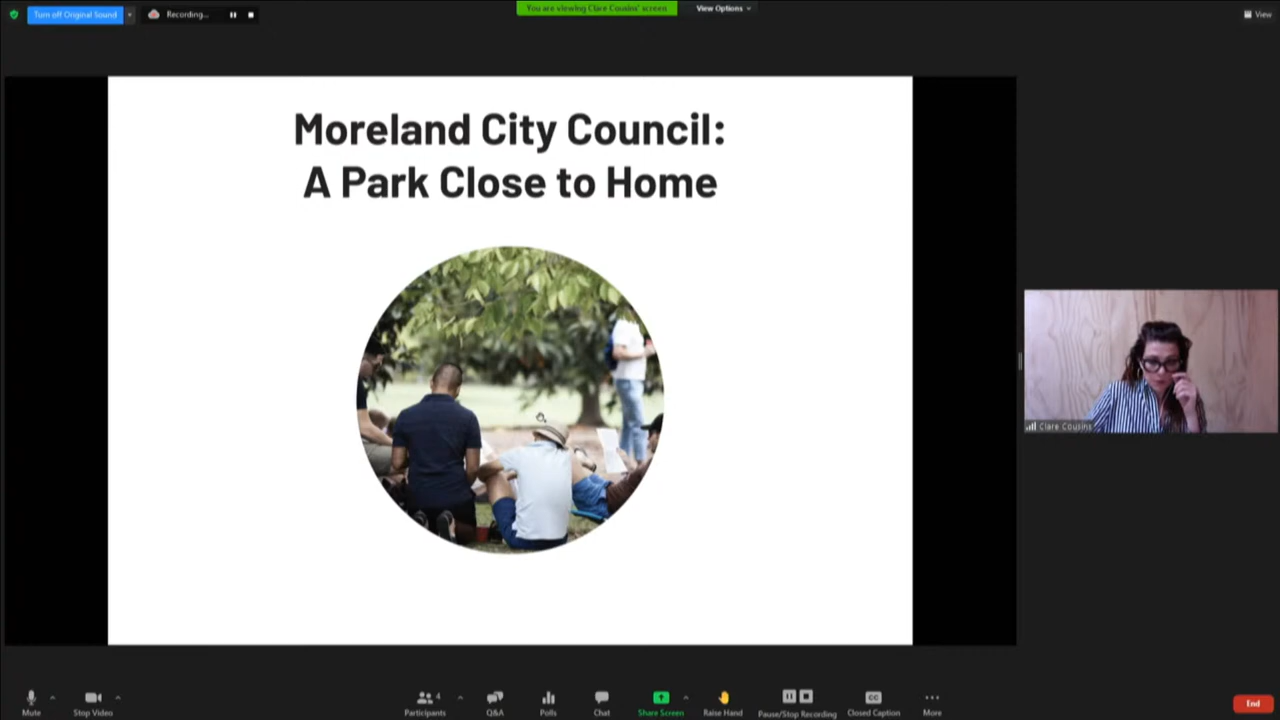 Turn off Original Sound
Recording...
You are viewing Clare Cousins' screen
View Options
View
Moreland City Council:
A Park Close to Home
Clare Cousins
Mute
Stop Video
Participants
4
Q&A
Polls
Chat
Share Screen
Raise Hand
Pause/Stop Recording
CC
Closed Caption
More
End